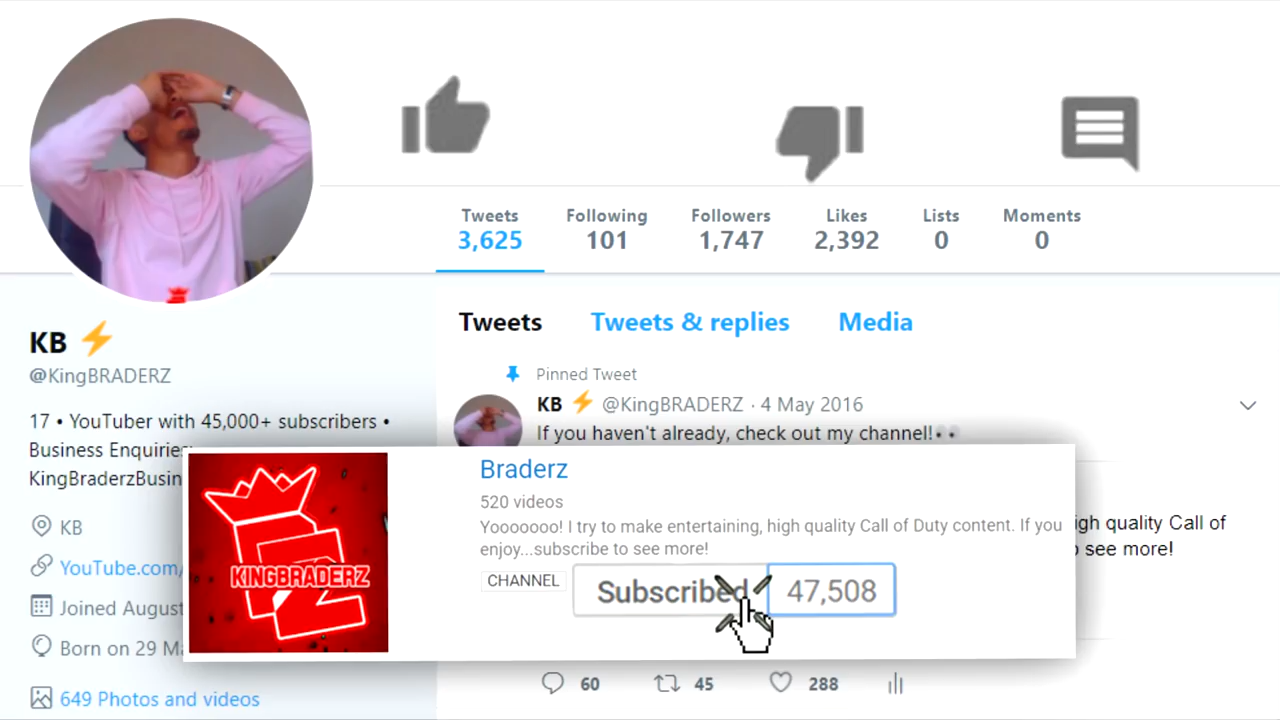 Tweets
3,625
Following
101
Followers
1,747
Likes
2,392
Lists
0
Moments
0
KB ⚡
@KingBRADERZ
17 • YouTuber with 45,000+ subscribers •
Business Enquiries
KingBraderzBusin
KB
YouTube.com/
Joined August
Born on 29
649 Photos and videos
Tweets Tweets & replies Media
Pinned Tweet
KB ⚡ @KingBRADERZ · 4 May 2016
If you haven't already, check out my channel!👀
KINGBRADERZ
Braderz
520 videos
Yooooooo! I try to make entertaining, high quality Call of Duty content. If you
enjoy...subscribe to see more!
CHANNEL Subscribed 47,508
igh quality Call of
see more!
60 45 288